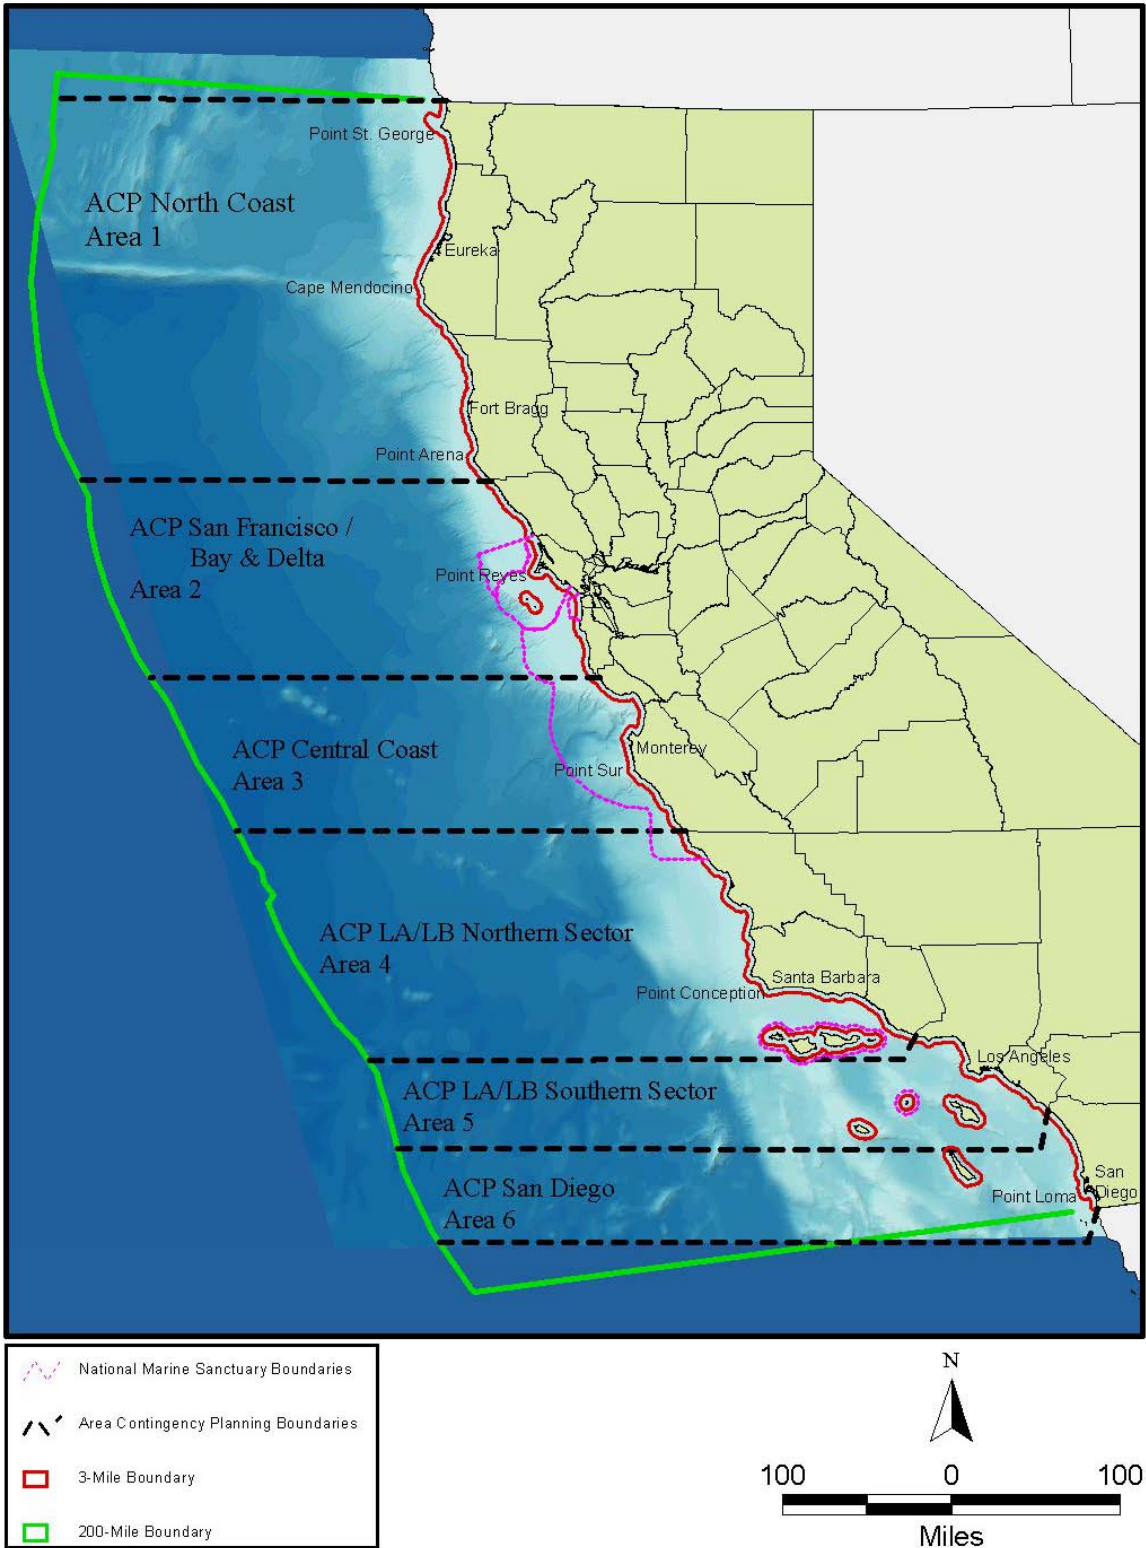 Point St. George
ACP North Coast
Area 1
Eureka
Cape Mendocino
Fort Bragg
Point Arena
ACP San Francisco /
Bay & Delta
Area 2
Point Reyes
ACP Central Coast
Area 3
Monterey
Point Sur
ACP LA/LB Northern Sector
Area 4
Santa Barbara
Point Conception
Los Angeles
ACP LA/LB Southern Sector
Area 5
ACP San Diego
Area 6
San
Diego
Point Loma
National Marine Sanctuary Boundaries
Area Contingency Planning Boundaries
3-Mile Boundary
200-Mile Boundary
N
100 0 100
Miles